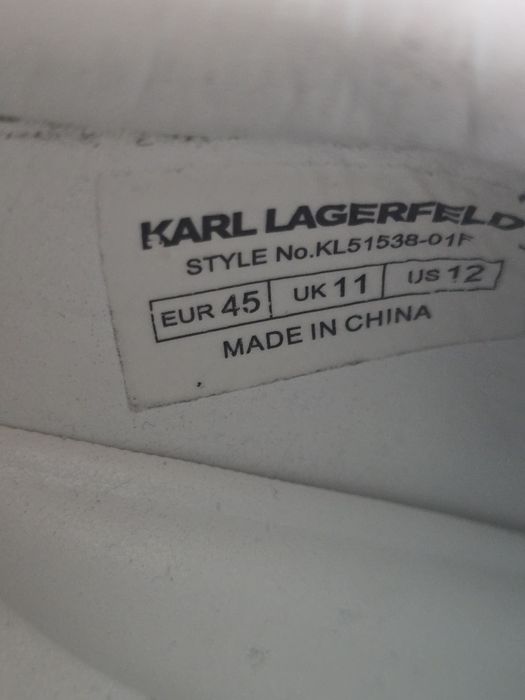 KARL LAGERFELD
STYLE No.KL51538-01F
EUR 45 UK 11 US 12
MADE IN CHINA